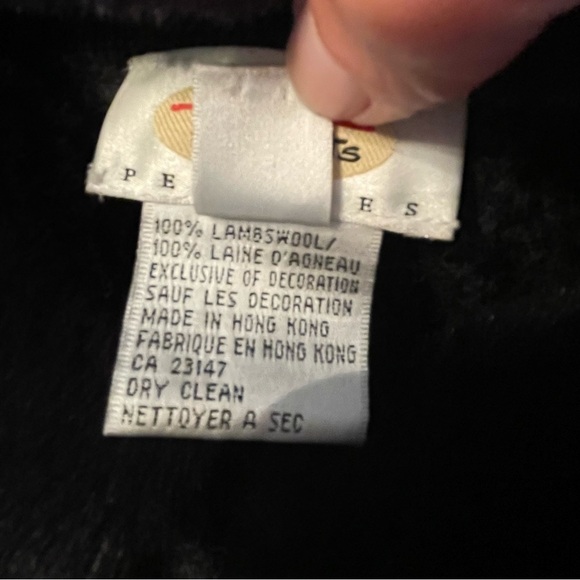 P E E S
100% LAMBSWOOL/
100% LAINE D'AGNEAU
EXCLUSIVE OF DECORATION
SAUF LES DECORATION
MADE IN HONG KONG
FABRIQUE EN HONG KONG
CA 23147
DRY CLEAN
NETTOYER A SEC